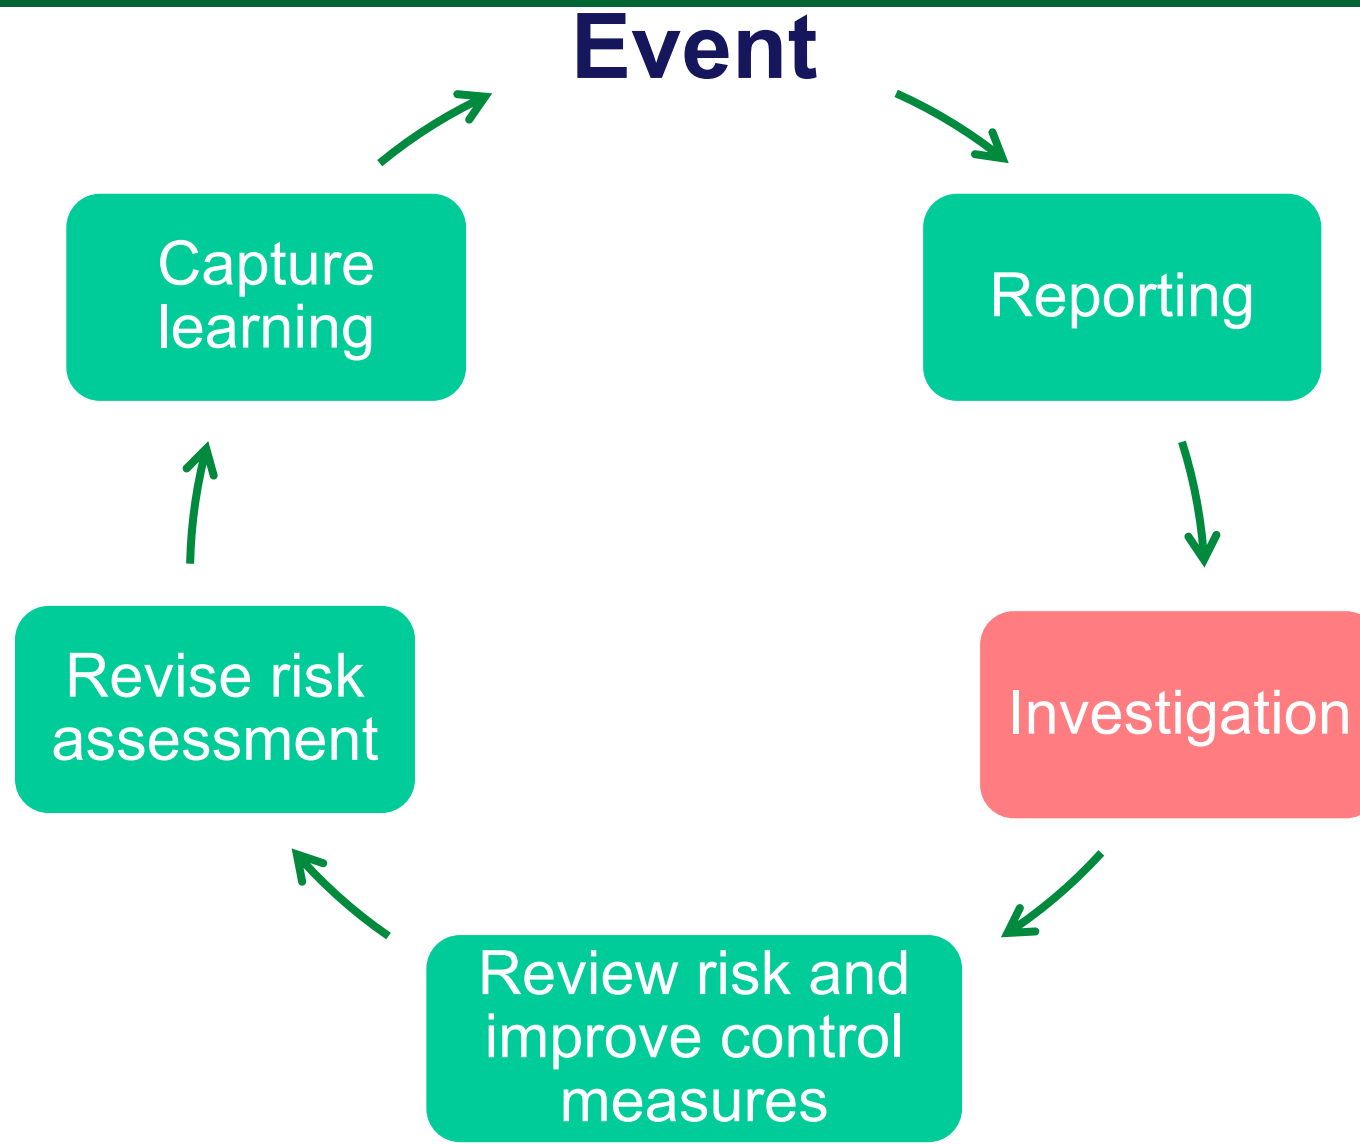 Event
Reporting
Investigation
Review risk and
improve control
measures
Revise risk
assessment
Capture
learning